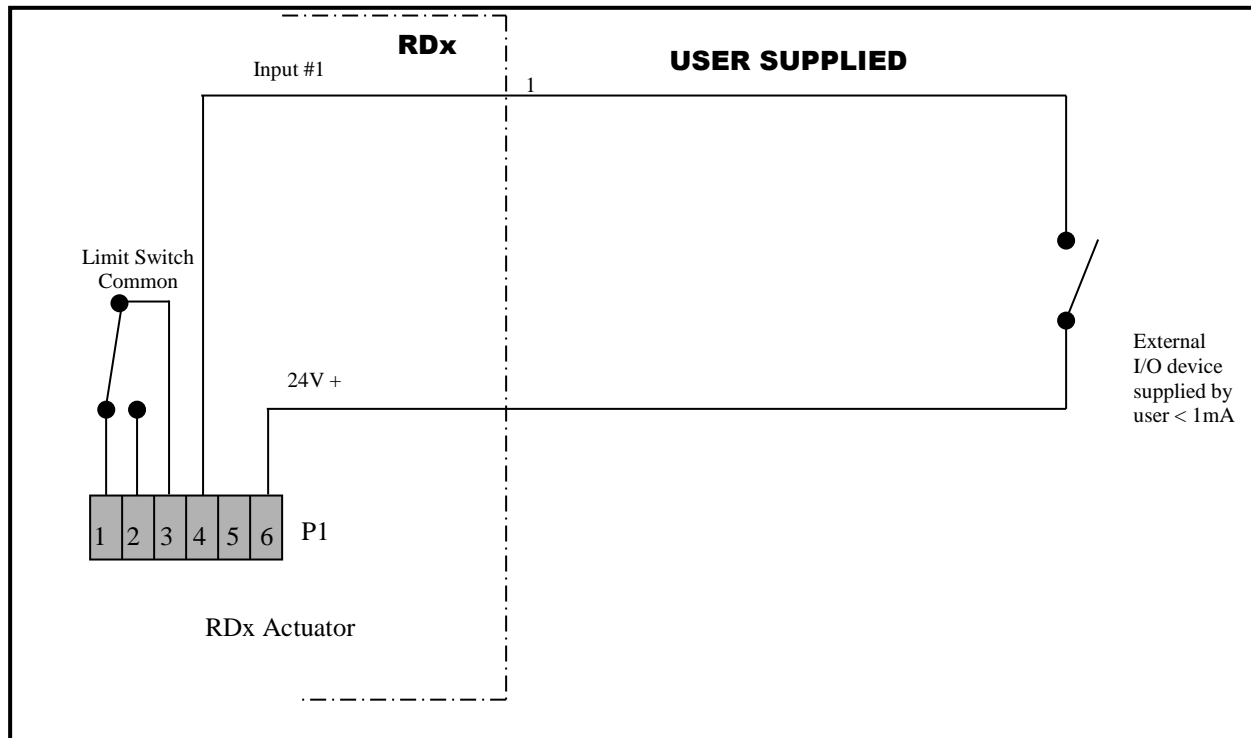 RDx
USER SUPPLIED
Input #1
1
Limit Switch
Common
24V +
External
I/O device
supplied by
user < 1mA
1 2 3 4 5 6 P1
RDx Actuator